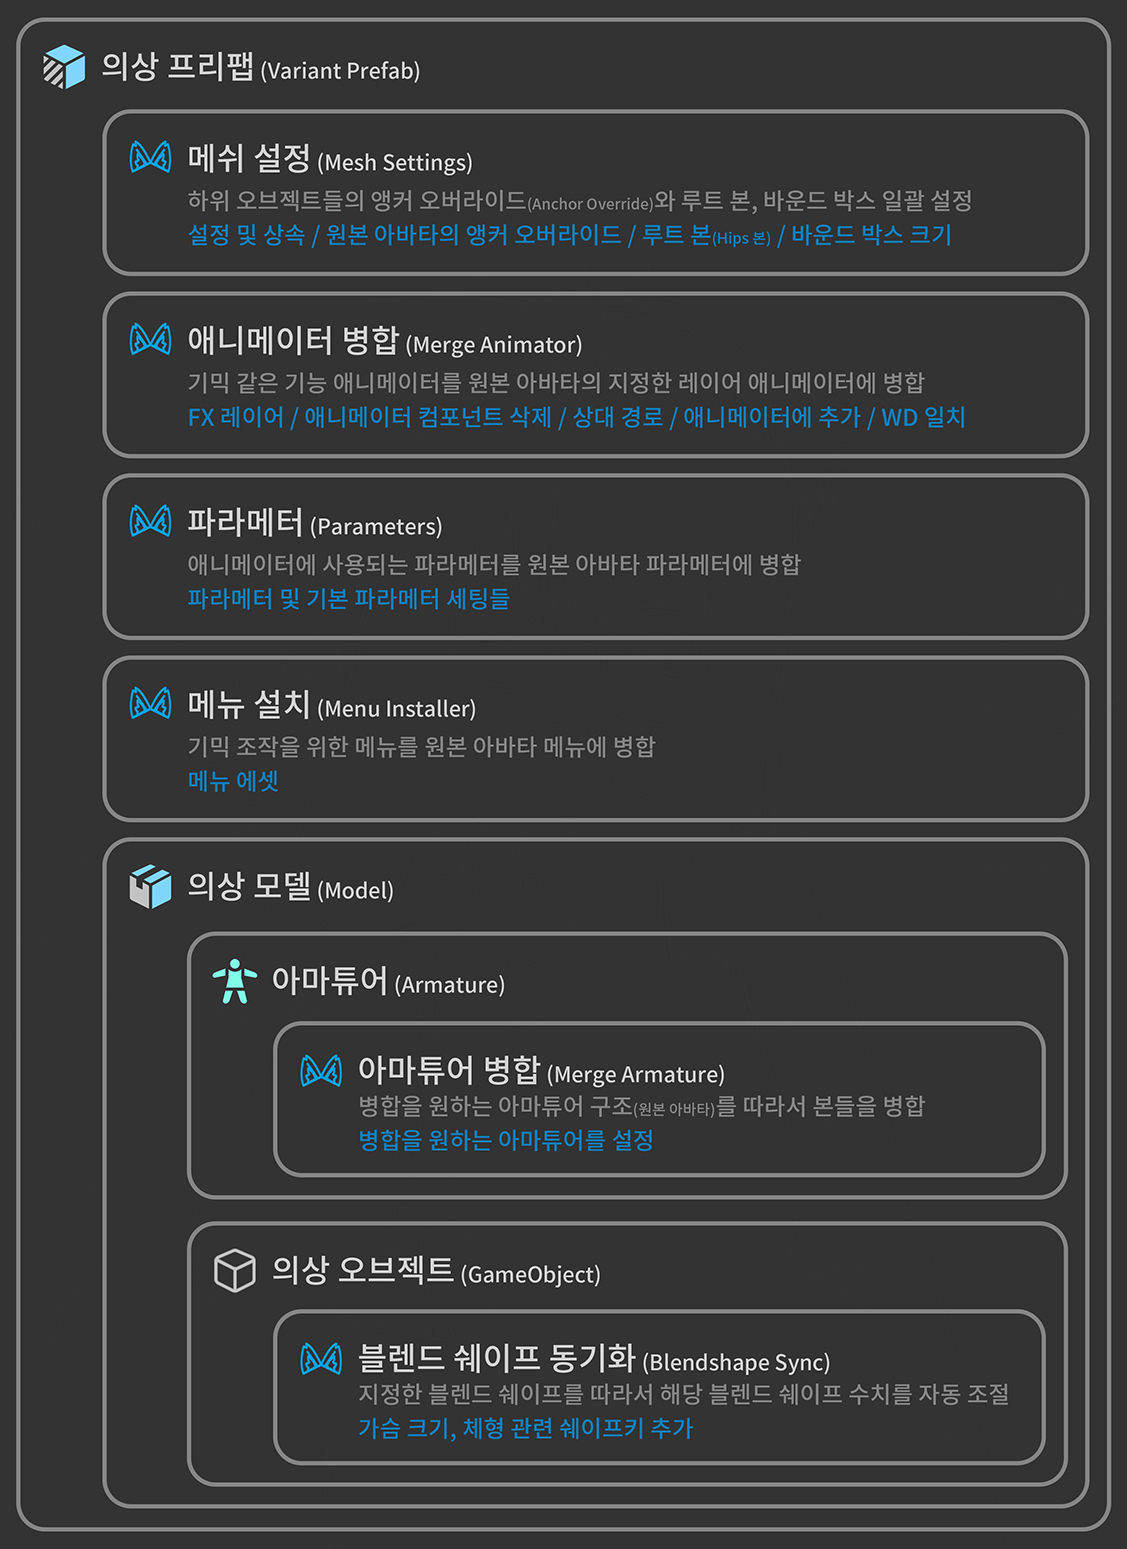 의상 프리팹 (Variant Prefab)
메쉬 설정 (Mesh Settings)
하위 오브젝트들의 앵커 오버라이드(Anchor Override)와 루트 본, 바운드 박스 일괄 설정
설정 및 상속 / 원본 아바타의 앵커 오버라이드 / 루트 본(Hips 본) / 바운드 박스 크기
애니메이터 병합 (Merge Animator)
기믹 같은 기능 애니메이터를 원본 아바타의 지정한 레이어 애니메이터에 병합
FX 레이어 / 애니메이터 컴포넌트 삭제 / 상대 경로 / 애니메이터에 추가 / WD 일치
파라메터 (Parameters)
애니메이터에 사용되는 파라메터를 원본 아바타 파라메터에 병합
파라메터 및 기본 파라메터 세팅들
메뉴 설치 (Menu Installer)
기믹 조작을 위한 메뉴를 원본 아바타 메뉴에 병합
메뉴 에셋
의상 모델 (Model)
아마튜어 (Armature)
아마튜어 병합 (Merge Armature)
병합을 원하는 아마튜어 구조(원본 아바타)를 따라서 본들을 병합
병합을 원하는 아마튜어를 설정
의상 오브젝트 (GameObject)
블렌드 쉐이프 동기화 (Blendshape Sync)
지정한 블렌드 쉐이프를 따라서 해당 블렌드 쉐이프 수치를 자동 조절
가슴 크기, 체형 관련 쉐이프키 추가